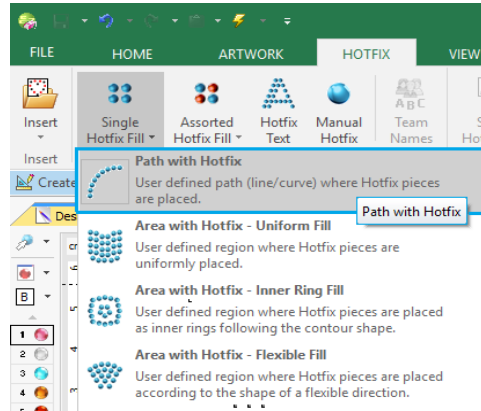 FILE HOME ARTWORK HOTFIX VIEW
Insert
Single
Hotfix Fill
Assorted
Hotfix Fill
Hotfix
Text
Manual
Hotfix
Team
Names
ABC
Insert
Create
Path with Hotfix
User defined path (line/curve) where Hotfix pieces
are placed.
Path with Hotfix
Des
Area with Hotfix - Uniform
Fill
User defined region where Hotfix pieces are
uniformly placed.
Area with Hotfix - Inner Ring Fill
User defined region where Hotfix pieces are placed
as inner rings following the contour shape.
Area with Hotfix - Flexible
Fill
User defined region where Hotfix pieces are placed
according to the shape of a flexible direction.
B
1
2
3
4
5